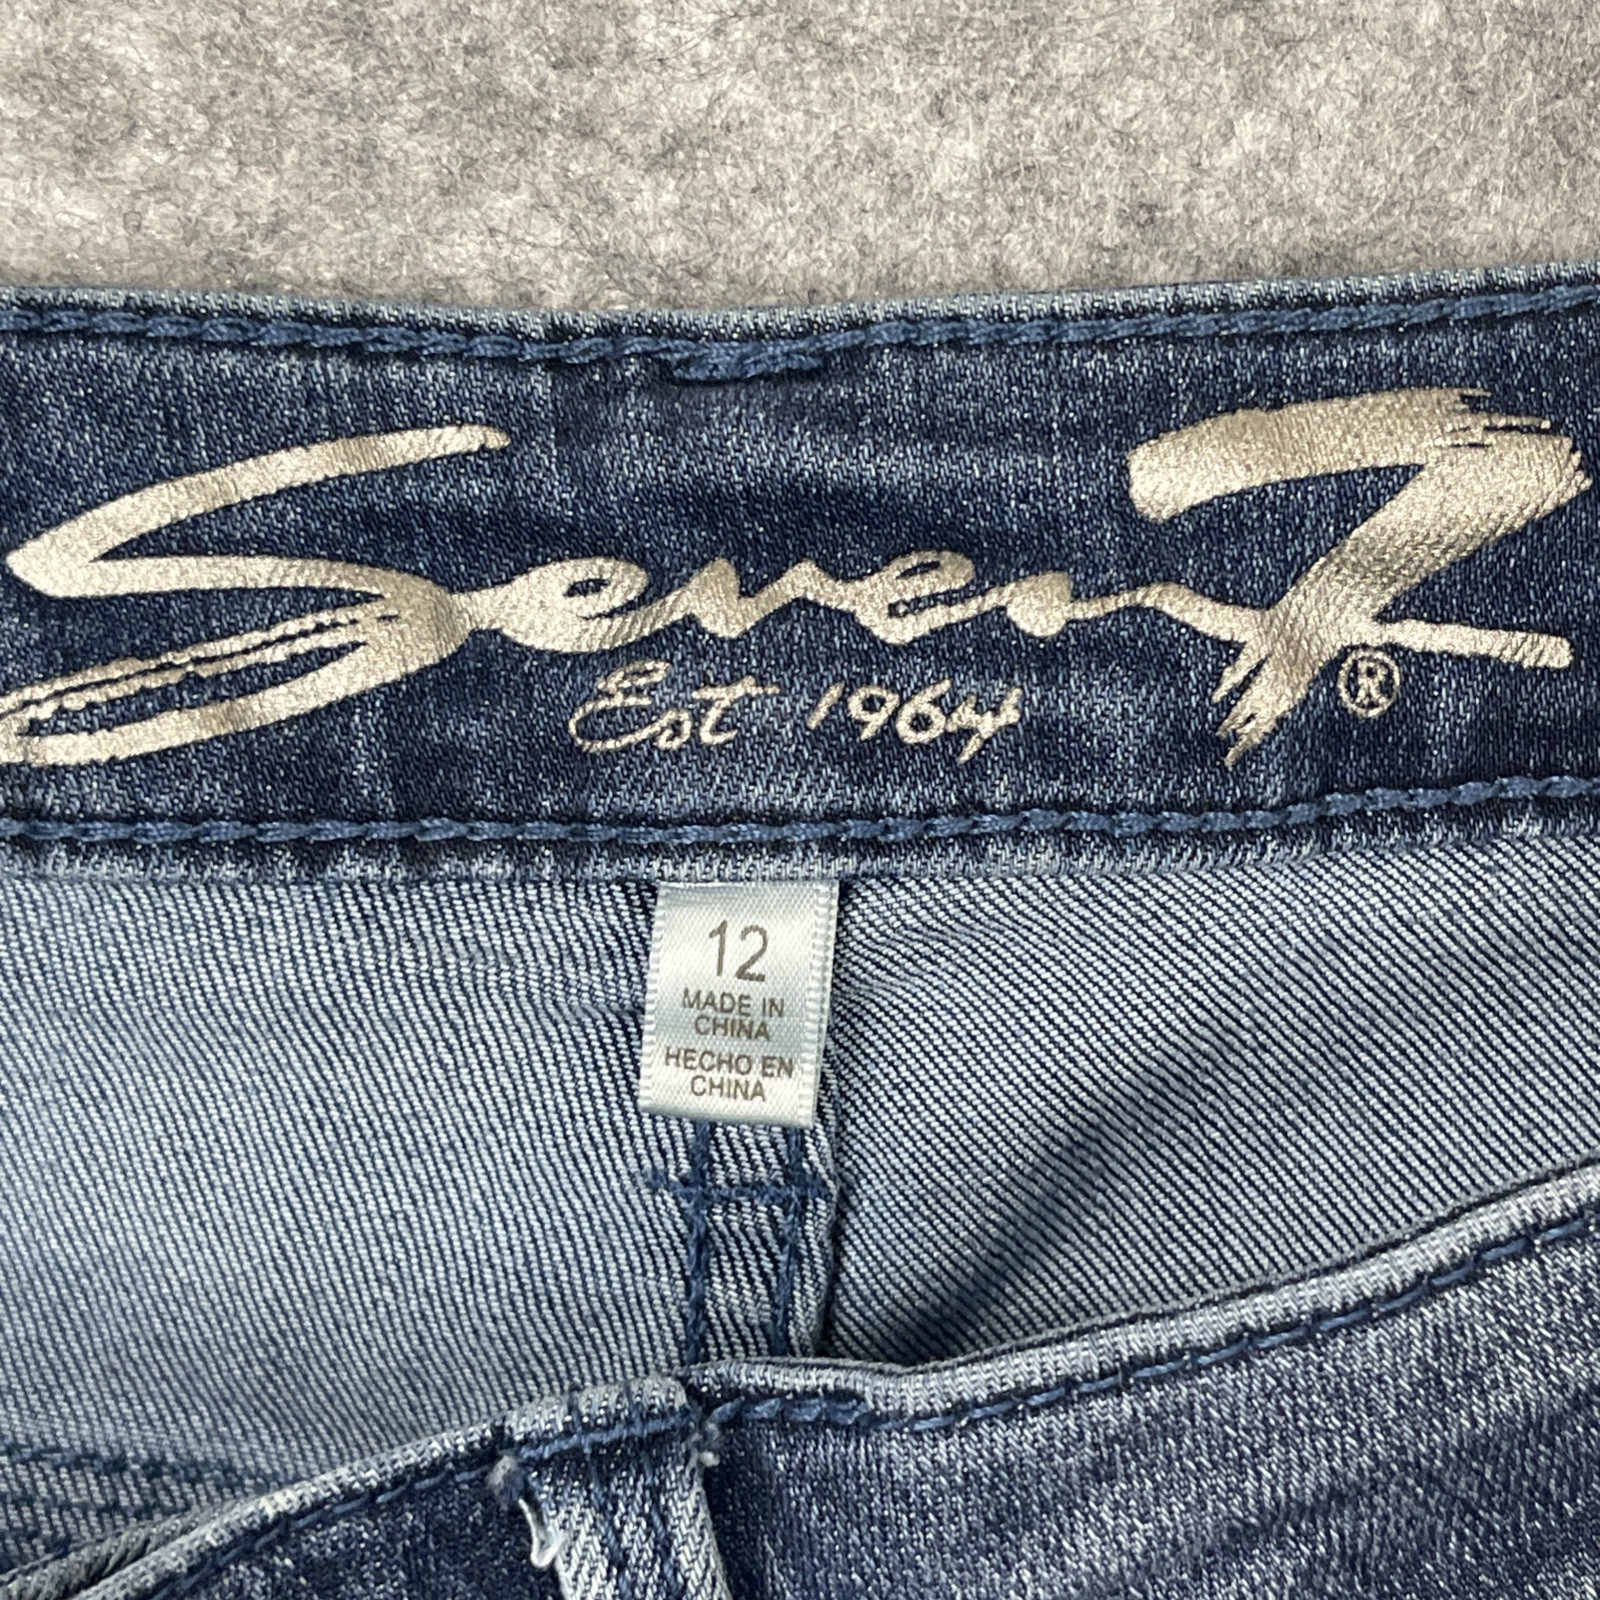 Seven7®
Est 1964
12
MADE IN
CHINA
HECHO EN
CHINA